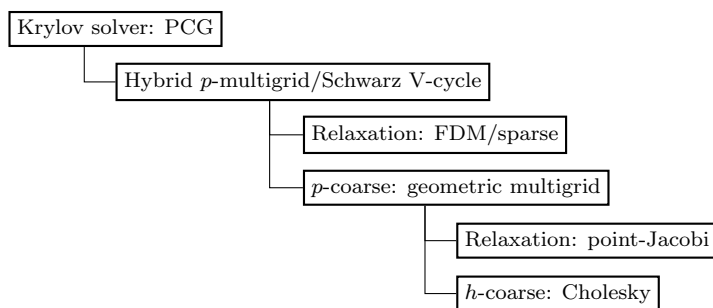 Krylov solver: PCG
Hybrid p-multigrid/Schwarz V-cycle
Relaxation: FDM/sparse
p-coarse: geometric multigrid
Relaxation: point-Jacobi
h-coarse: Cholesky